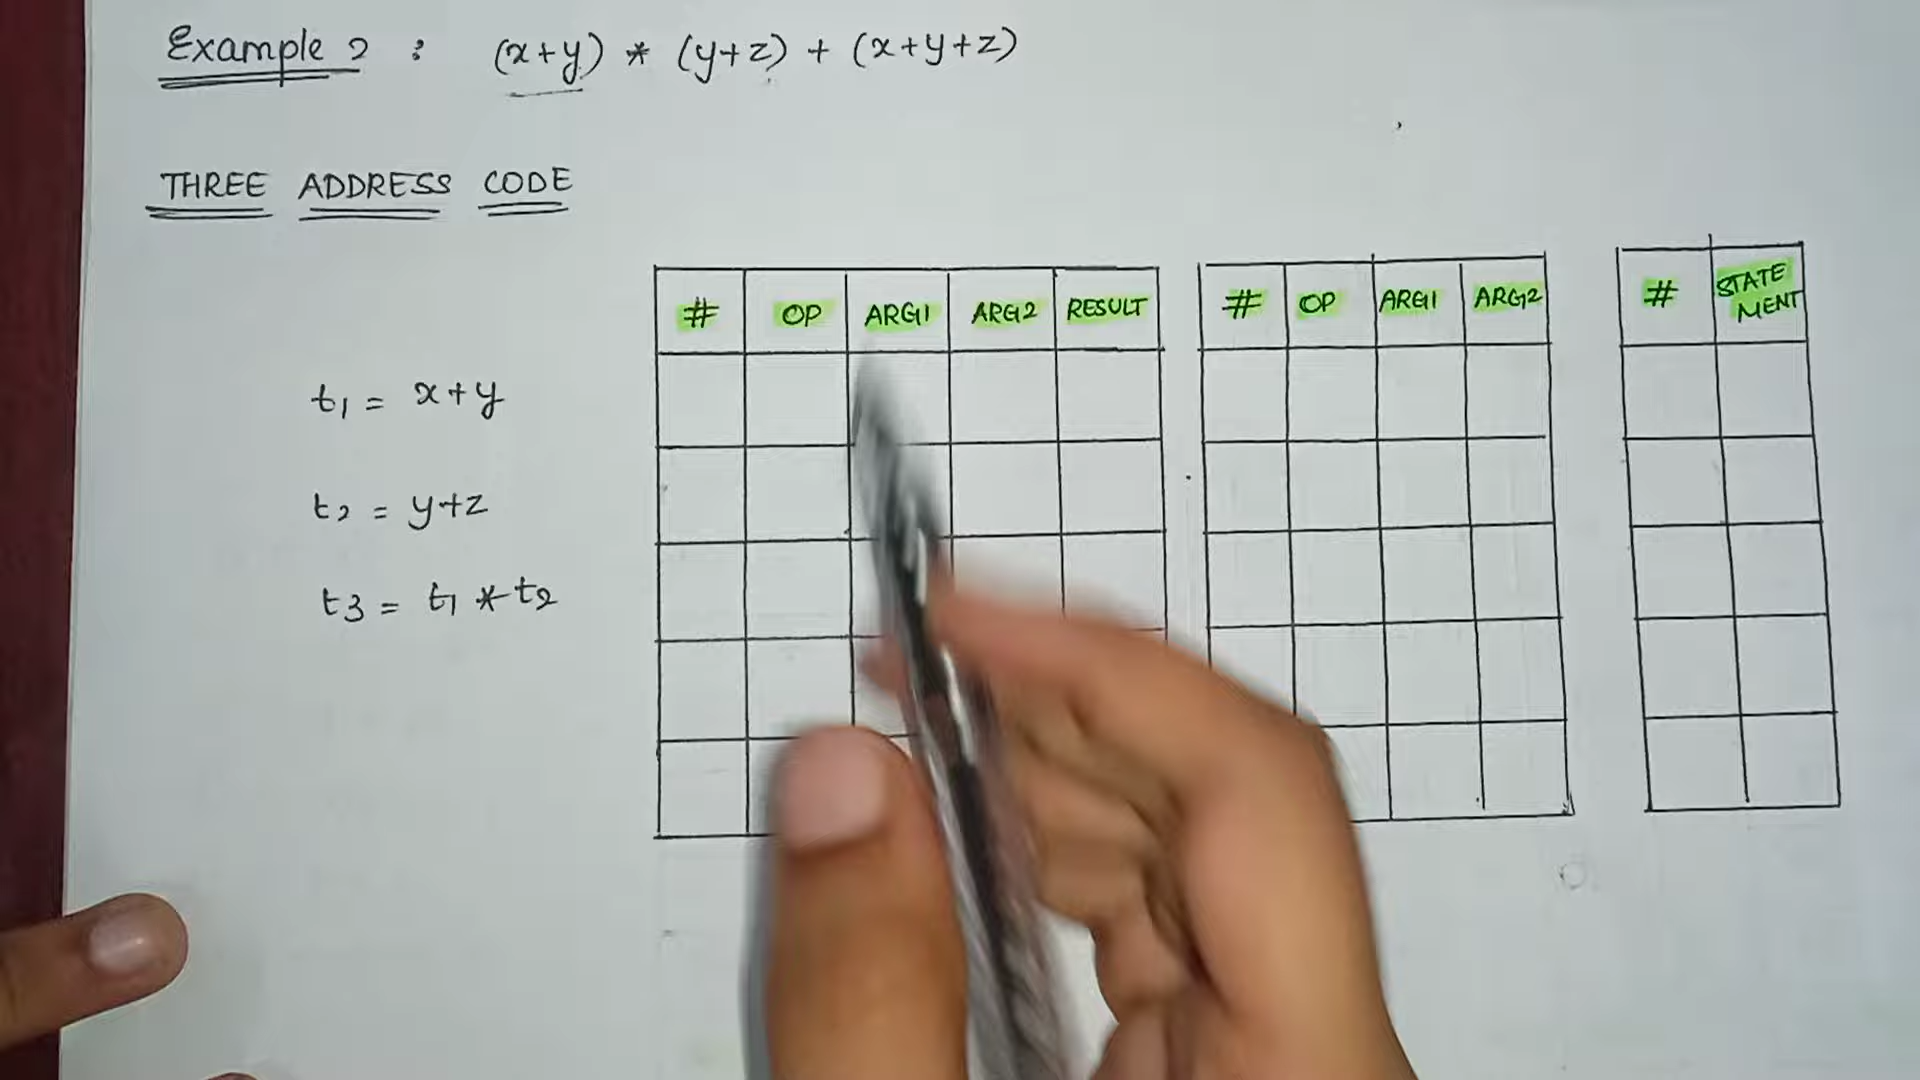 Example 2 : (x+y) * (y+z) + (x+y+z)
THREE ADDRESS CODE
# OP ARG1 ARG2 RESULT
# OP ARG1 ARG2
# STATE
MENT
t1 = x+y
t2 = y+z
t3 = t1 * t2